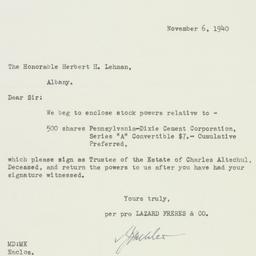 November 6, 1940
The Honorable Herbert H. Lehman,
Albany.
Dear Sir:
We beg to enclose stock powers relative to -
500 shares Pennsylvania-Dixie Cement Corporation,
Series "A" Convertible $7.- Cumulative
Preferred,
which please sign as Trustee of the Estate of Charles Altschul,
Deceased, and return the powers to us after you have had your
signature witnessed.
Yours truly,
per pro LAZARD FRERES & CO.
MD:MK
Enclos.